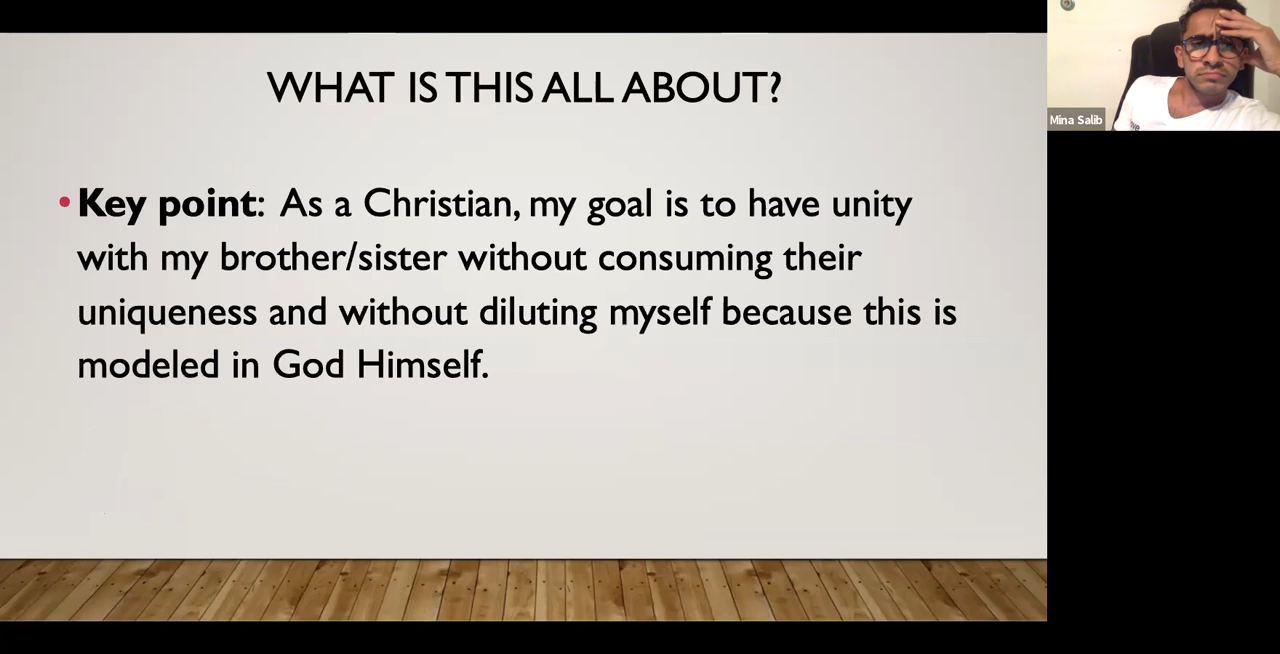 WHAT IS THIS ALL ABOUT?
• Key point: As a Christian, my goal is to have unity
with my brother/sister without consuming their
uniqueness and without diluting myself because this is
modeled in God Himself.
Mina Salib